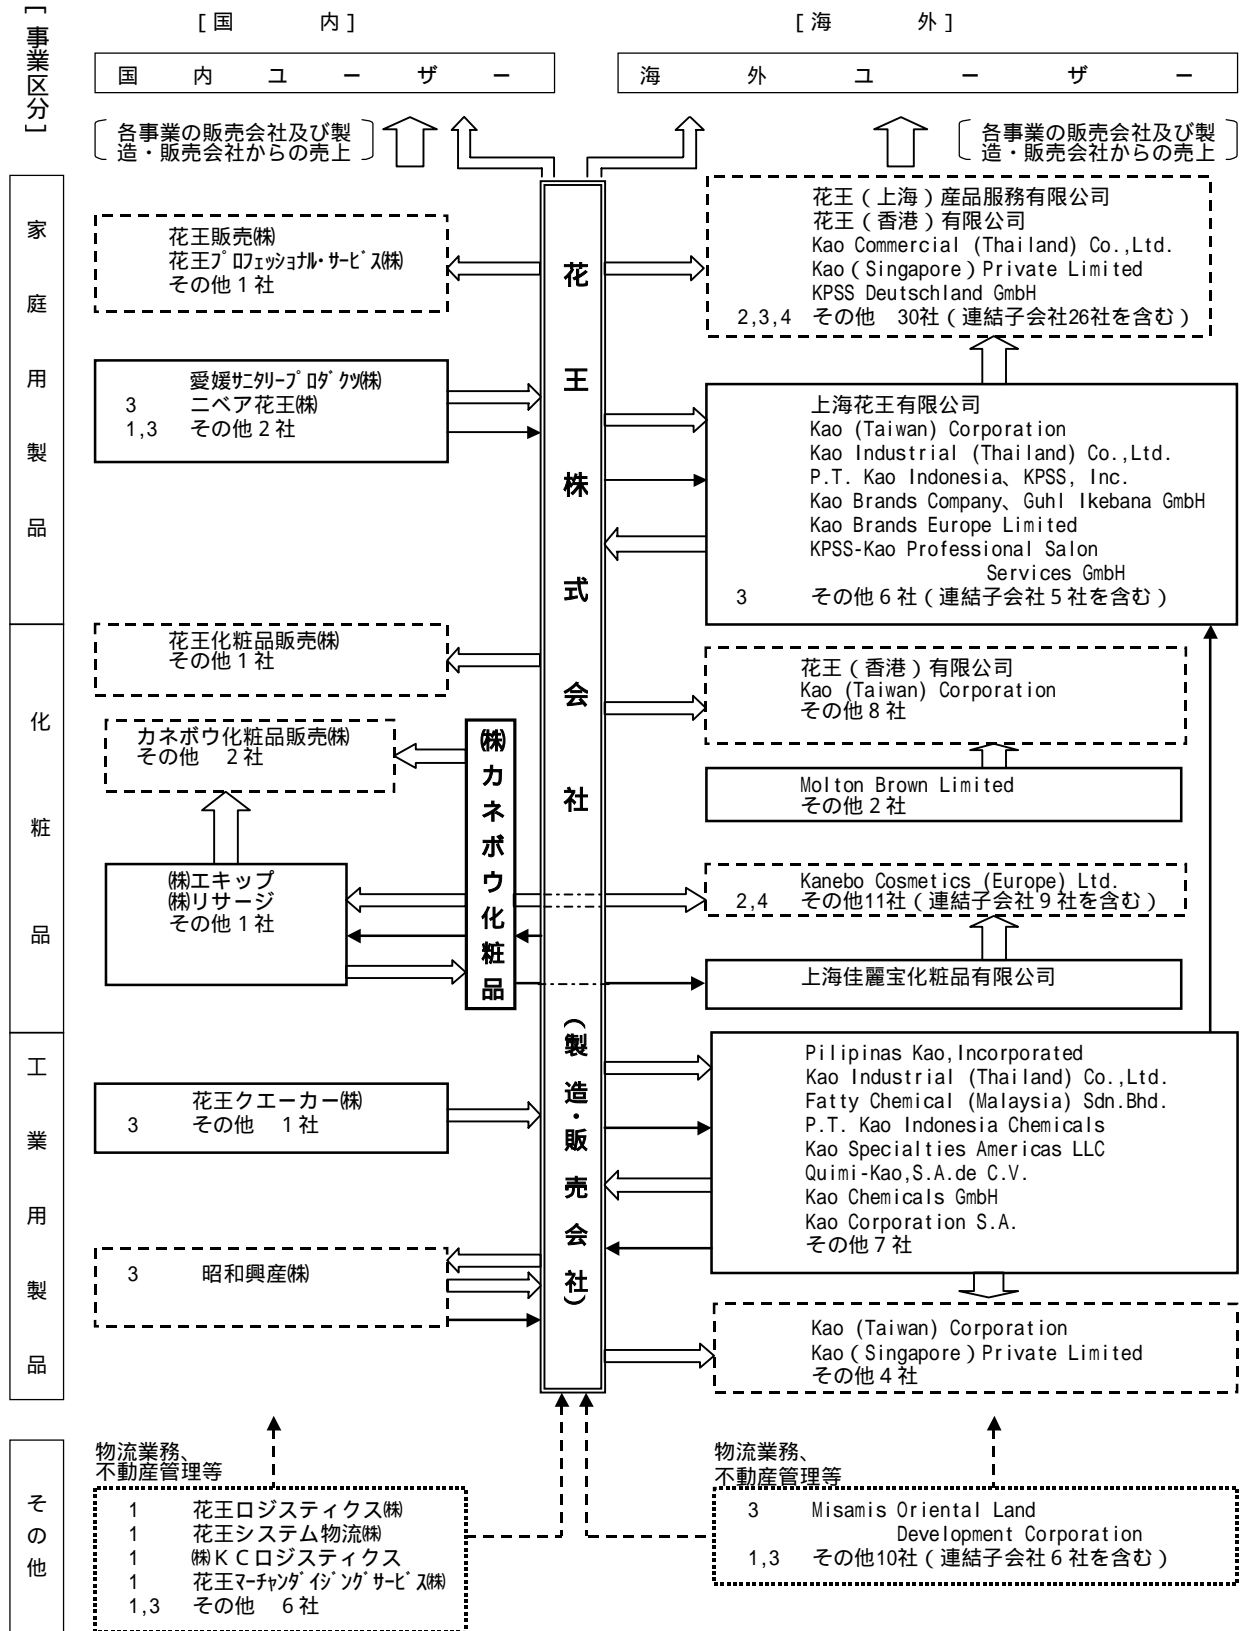 [事業区分]
[国 内]
[海 外]
国 内 ユ ー ザ ー
海 外 ユ ー ザ ー
各事業の販売会社及び製
造・販売会社からの売上
各事業の販売会社及び製
造・販売会社からの売上
家庭用製品
花王販売㈱
花王プロフェッショナル・サービス㈱
その他1社
愛媛サニタリープロダクツ㈱
3 ニベア花王㈱
1,3 その他2社
花王株式会社(製造・販売会社)
花王(上海)産品服務有限公司
花王(香港)有限公司
Kao Commercial (Thailand) Co.,Ltd.
Kao(Singapore)Private Limited
KPSS Deutschland GmbH
2,3,4 その他 30社(連結子会社26社を含む)
上海花王有限公司
Kao (Taiwan) Corporation
Kao Industrial (Thailand) Co.,Ltd.
P.T. Kao Indonesia、KPSS, Inc.
Kao Brands Company、Guhl Ikebana GmbH
Kao Brands Europe Limited
KPSS-Kao Professional Salon
Services GmbH
3 その他6社(連結子会社5社を含む)
化粧品
花王化粧品販売㈱
その他1社
カネボウ化粧品販売㈱
その他 2社
㈱カネボウ化粧品
㈱エキップ
㈱リサージ
その他1社
花王(香港)有限公司
Kao (Taiwan) Corporation
その他8社
Molton Brown Limited
その他2社
Kanebo Cosmetics (Europe) Ltd.
2,4 その他11社(連結子会社9社を含む)
上海佳麗宝化粧品有限公司
工業用製品
花王クエーカー㈱
3 その他 1社
3 昭和興産㈱
Pilipinas Kao,Incorporated
Kao Industrial (Thailand) Co.,Ltd.
Fatty Chemical (Malaysia) Sdn.Bhd.
P.T. Kao Indonesia Chemicals
Kao Specialties Americas LLC
Quimi-Kao,S.A.de C.V.
Kao Chemicals GmbH
Kao Corporation S.A.
その他7社
Kao (Taiwan) Corporation
Kao(Singapore)Private Limited
その他4社
その他
物流業務、
不動産管理等
1 花王ロジスティクス㈱
1 花王システム物流㈱
1 ㈱KCロジスティクス
1 花王マーチャンダイジングサービス㈱
1,3 その他 6社
物流業務、
不動産管理等
3 Misamis Oriental Land
Development Corporation
1,3 その他10社(連結子会社6社を含む)